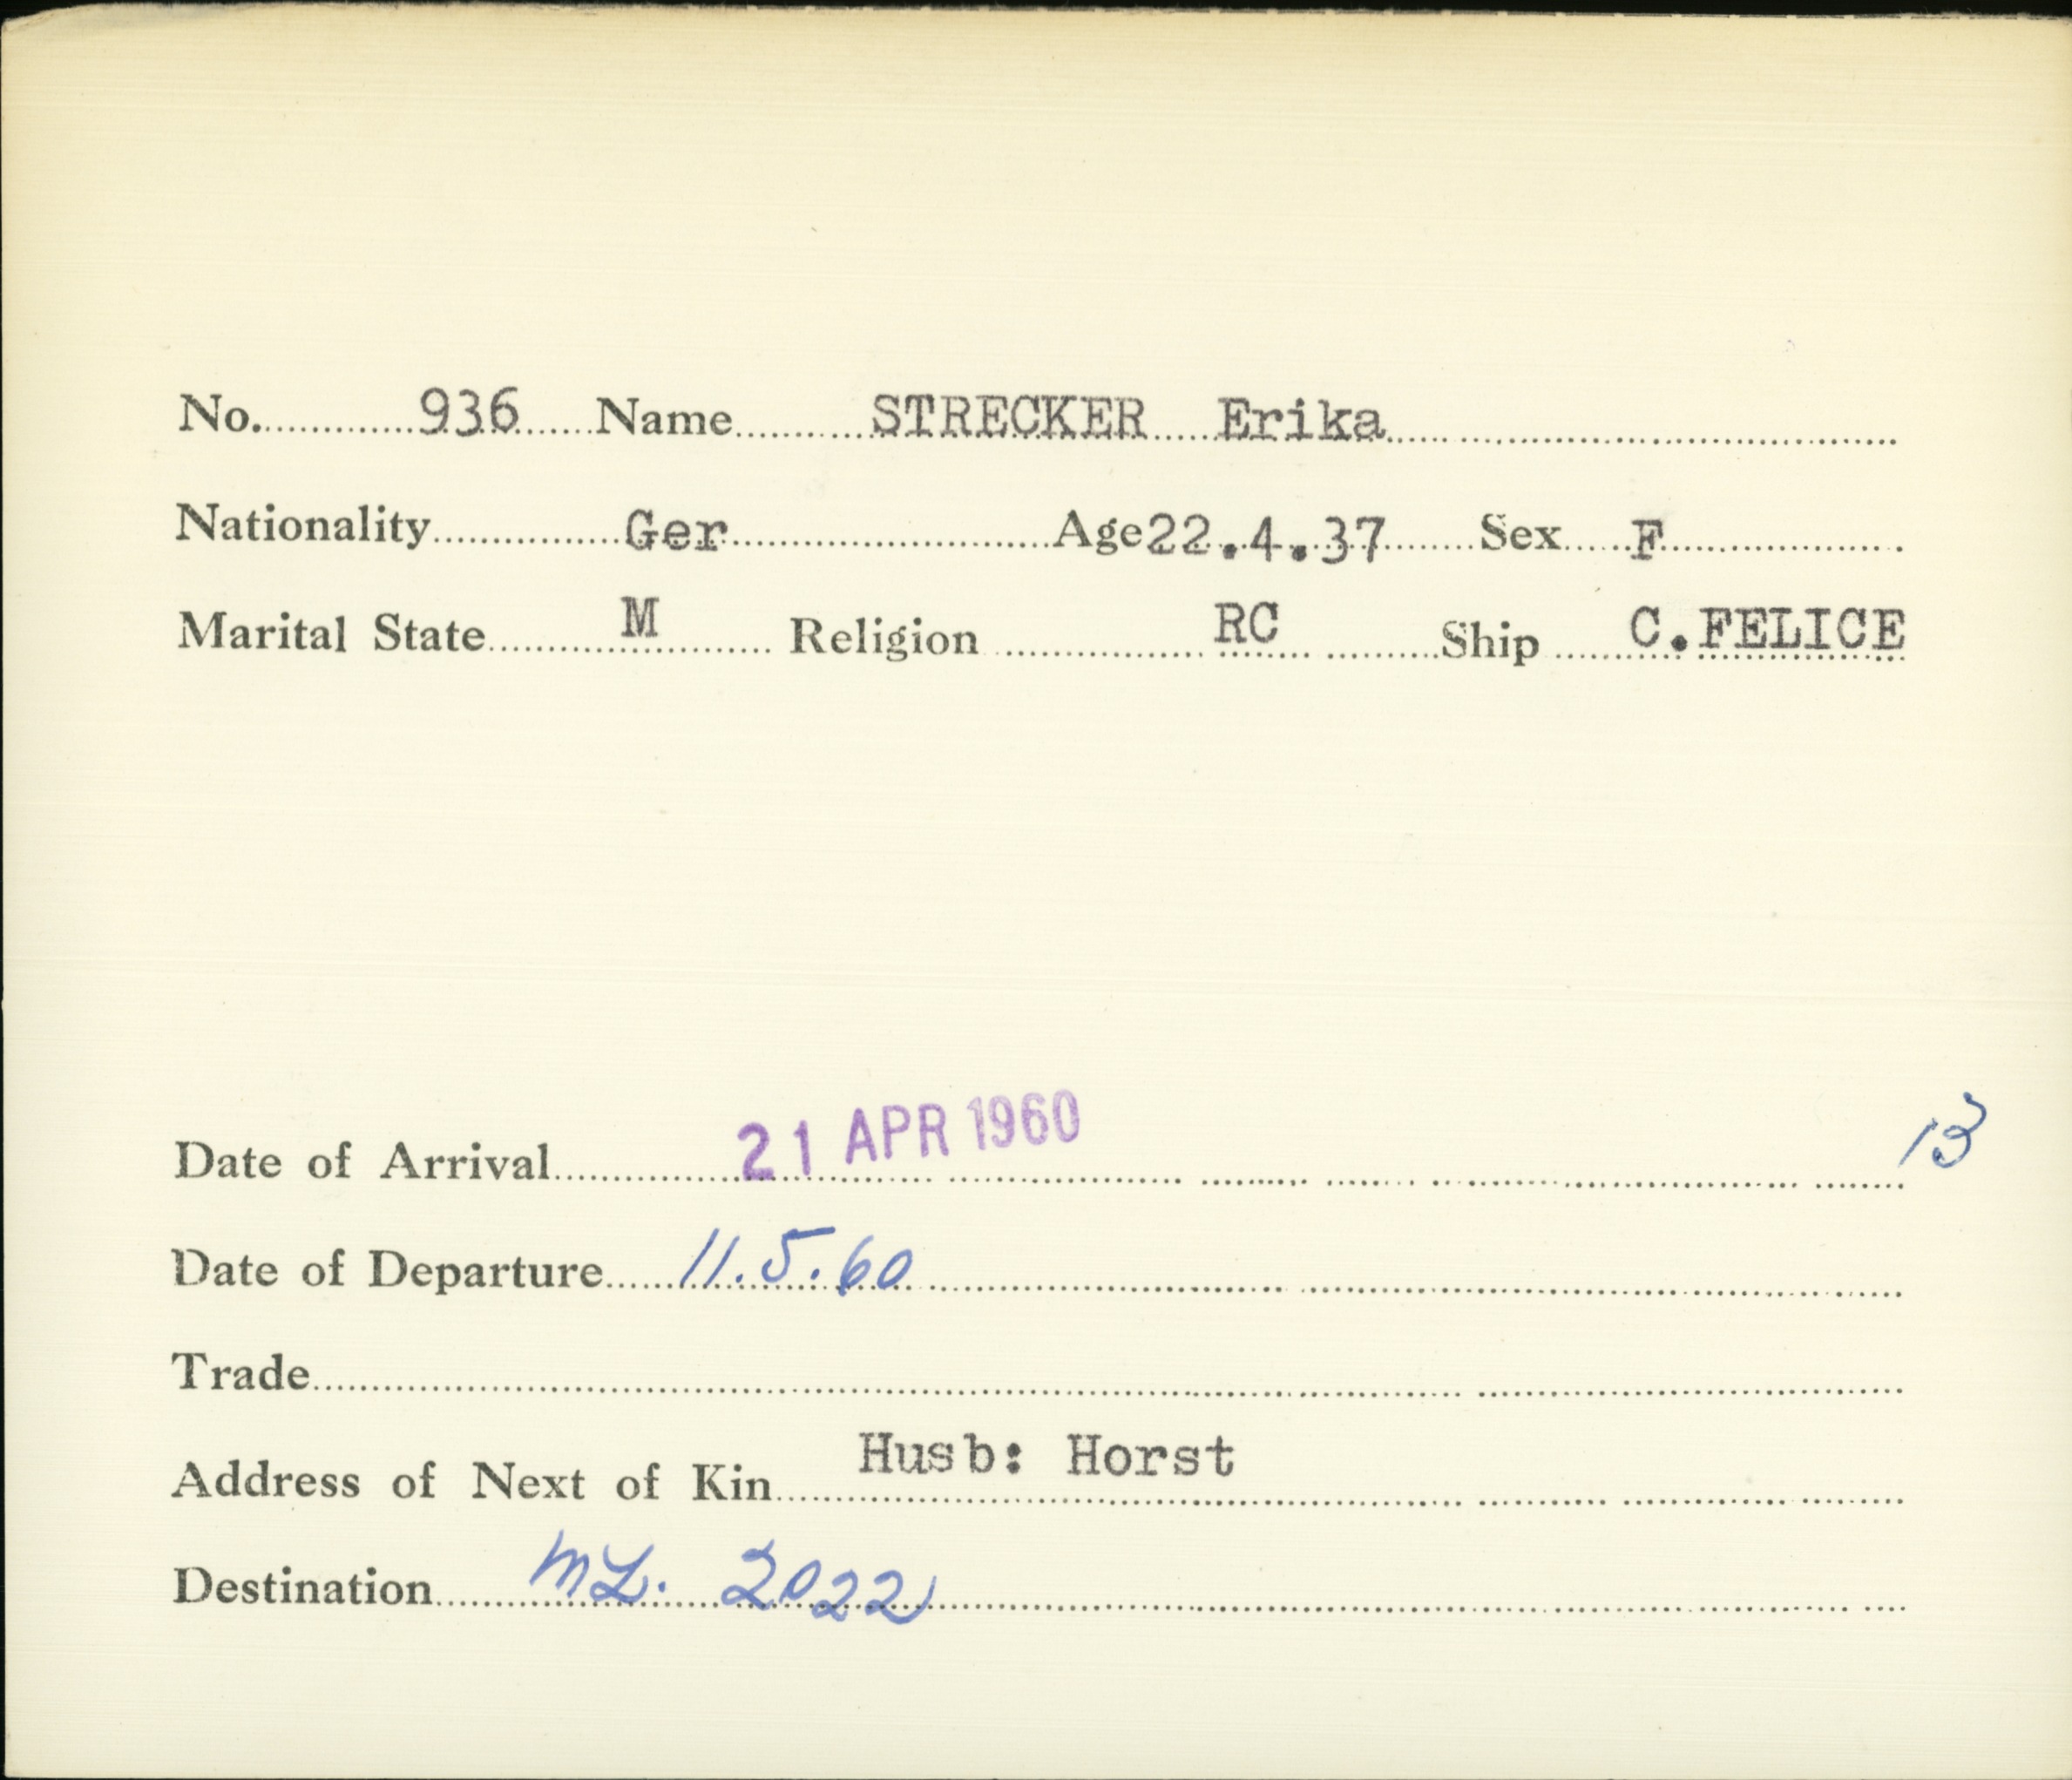 No. 936 Name STRECKER Erika
Nationality Ger Age 22.4.37 Sex F
Marital State M Religion RC Ship C.FELICE
Date of Arrival 21 APR 1960 13
Date of Departure 11.5.60
Trade
Address of Next of Kin Husb: Horst
Destination ML. 2022